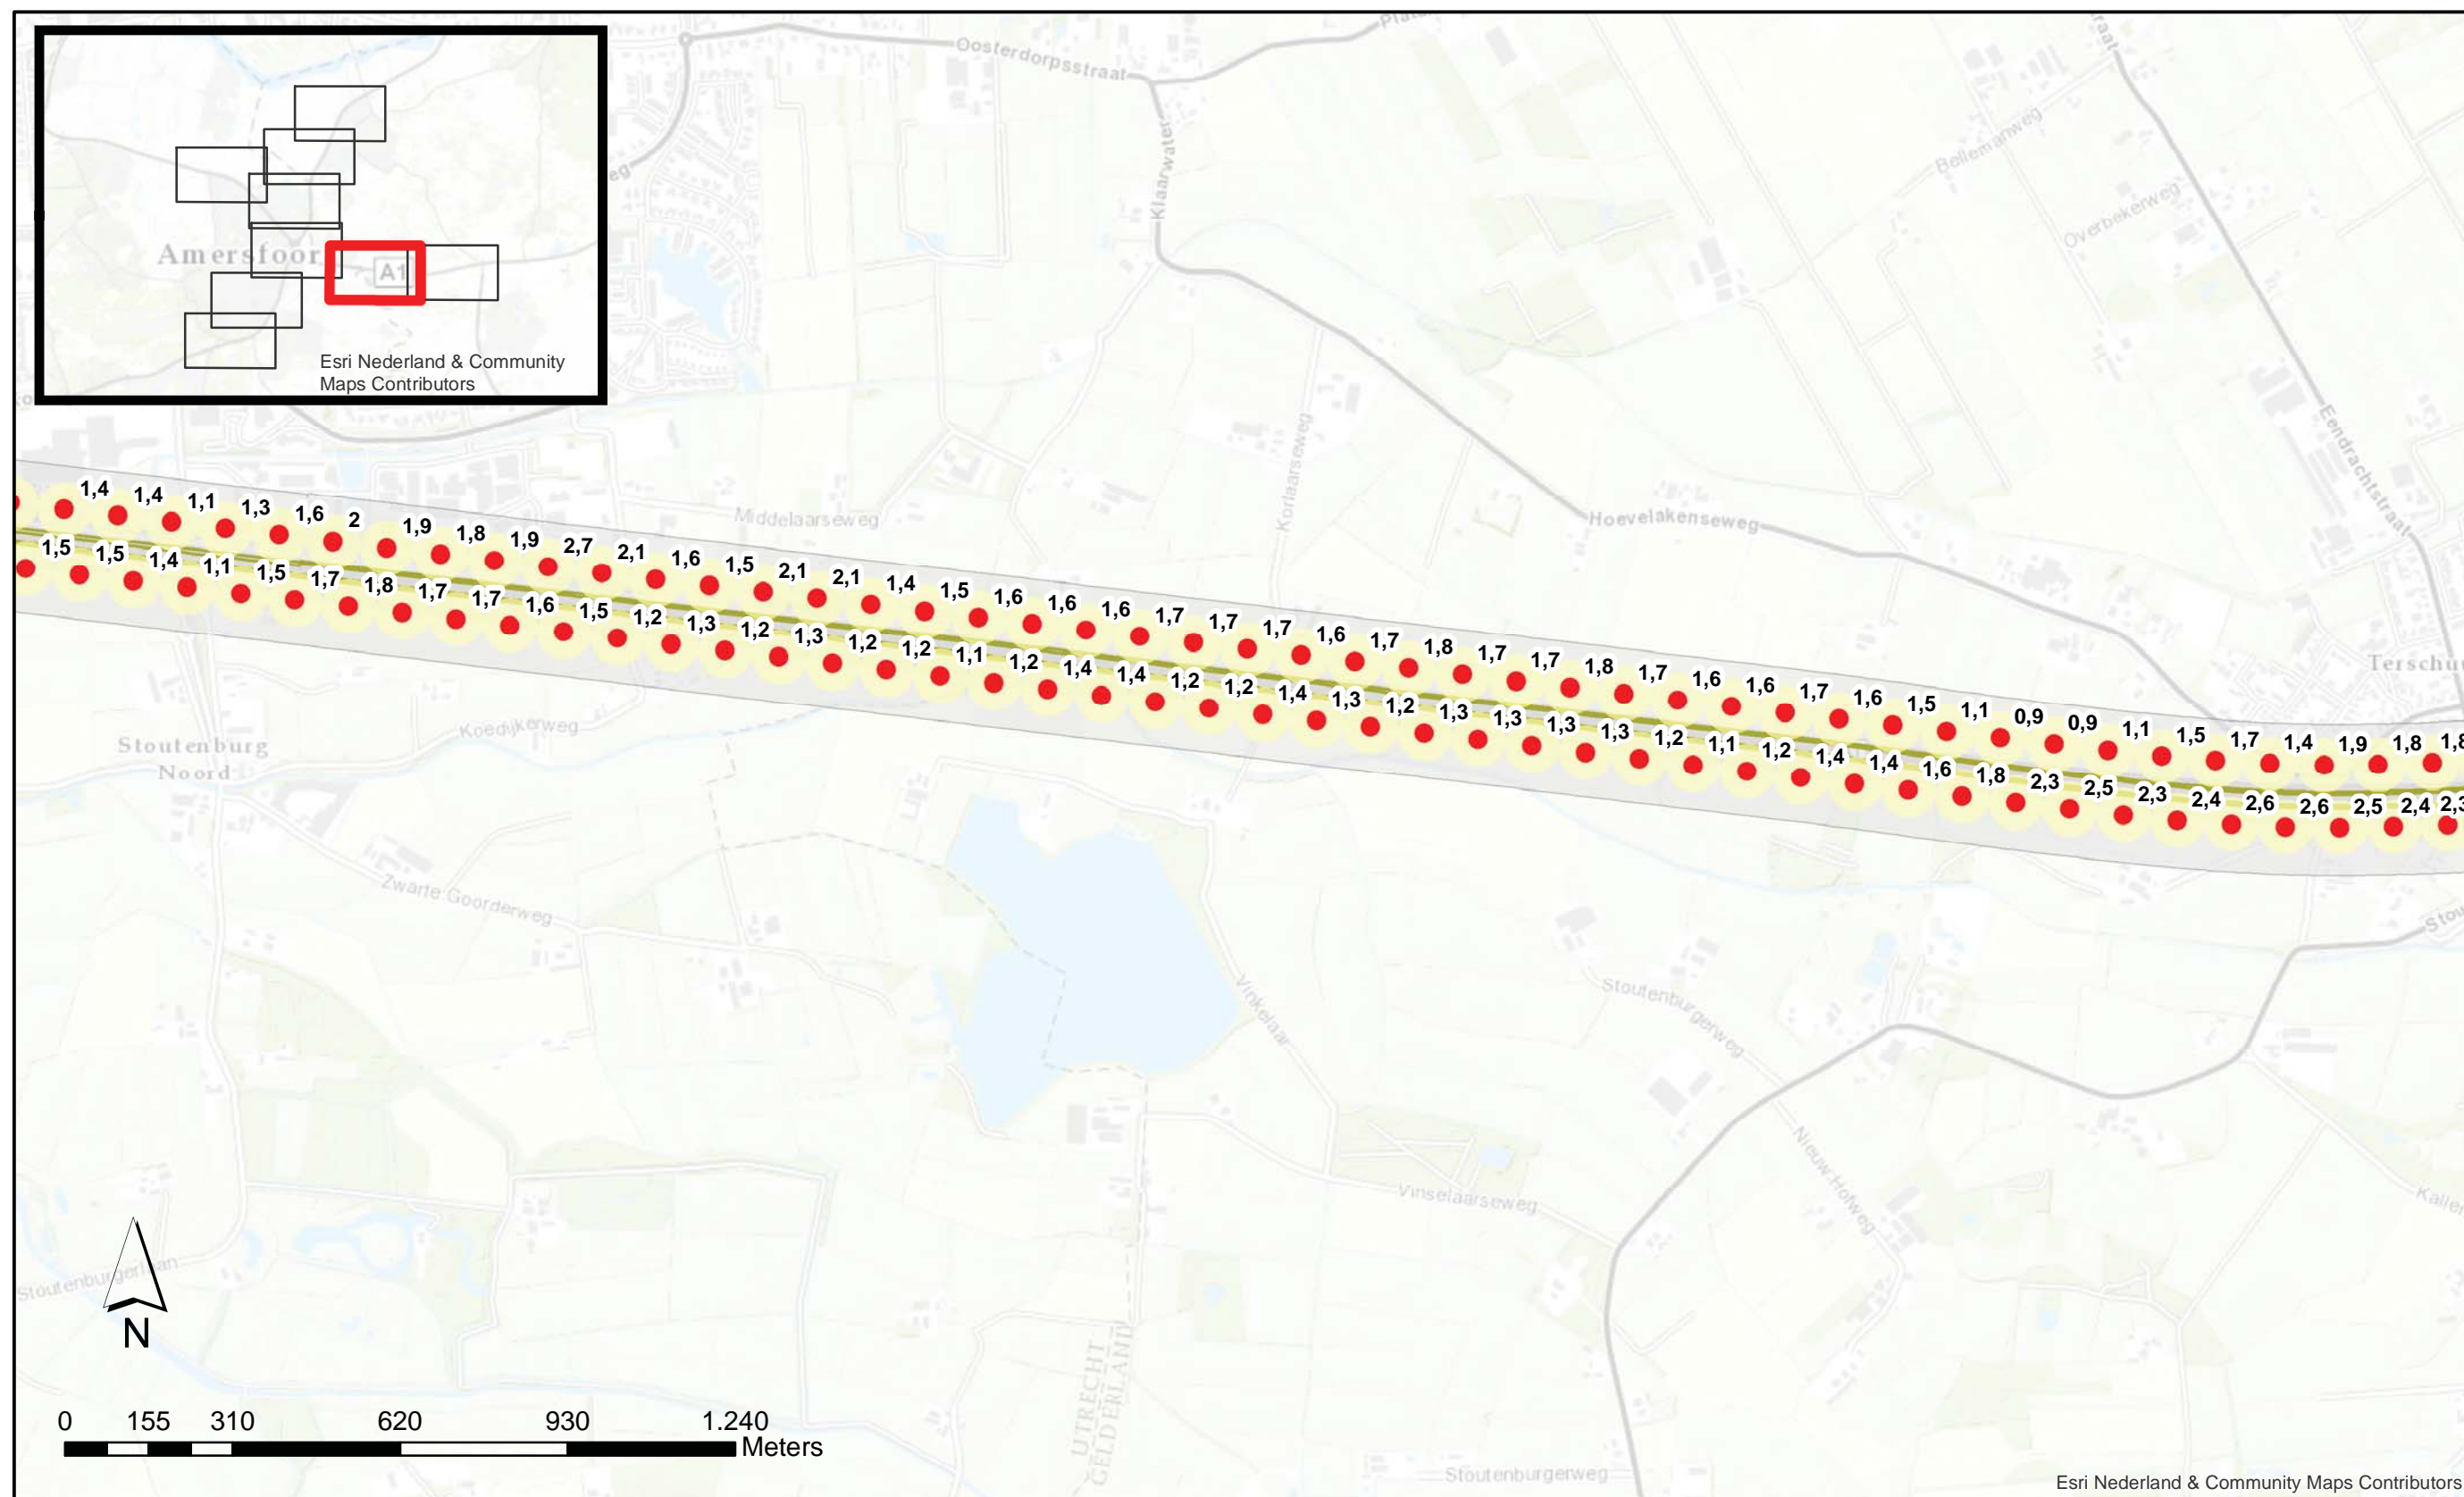 Oosterdorpsstraat
Klaarwater
Bellemanweg
Overbekerweg
Eendrachtstraat
Amersfoor
A1
Esri Nederland & Community
Maps Contributors
Middelaarseweg
Korlaarseweg
Hoevelakenseweg
1,4 1,4 1,1 1,3 1,6 2 1,9 1,8 1,9 2,7 2,1 1,6 1,5 2,1 2,1 1,4 1,5 1,6 1,6 1,6 1,7 1,7 1,7 1,6 1,7 1,8 1,7 1,7 1,8 1,7 1,6 1,6 1,7 1,6 1,5 1,1 0,9 0,9 1,1 1,5 1,7 1,4 1,9 1,8 1,8
1,5 1,5 1,4 1,1 1,5 1,7 1,8 1,7 1,7 1,6 1,5 1,2 1,3 1,2 1,3 1,2 1,2 1,1 1,2 1,4 1,4 1,2 1,2 1,4 1,3 1,2 1,3 1,3 1,3 1,3 1,2 1,1 1,2 1,4 1,4 1,6 1,8 2,3 2,5 2,3 2,4 2,6 2,6 2,5 2,4 2,3
Terschu
Koedijkerweg
Stoutenburg
Noord
Zwarte Goorderweg
Vinkelaar
Stoutenburgerweg
Nieuw Hofweg
Vinselaarseweg
Kaller
Stou
Stoutenburgerlaan
N
UTRECHT
GELDERLAND
0 155 310 620 930 1.240
Meters
Stoutenburgerweg
Esri Nederland & Community Maps Contributors